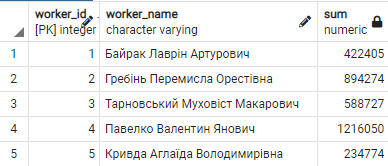 worker_id worker_name sum
[PK] integer character varying numeric
1 1 Байрак Лаврін Артурович 422405
2 2 Гребінь Перемисла Орестівна 894274
3 3 Тарновський Муховіст Макарович 588727
4 4 Павелко Валентин Янович 1216050
5 5 Кривда Аглаїда Володимирівна 234774